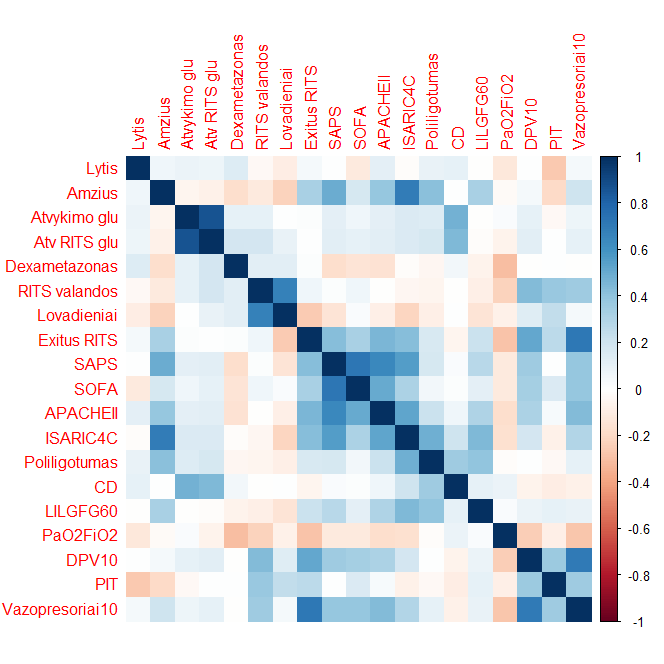 Lytis
Amzius
Atvykimo glu
Atv RITS glu
Dexametazonas
RITS valandos
Lovadieniai
Exitus RITS
SAPS
SOFA
APACHEII
ISARIC4C
Poliligotumas
CD
LILGFG60
PaO2FiO2
DPV10
PIT
Vazopresoriai10
Lytis
Amzius
Atvykimo glu
Atv RITS glu
Dexametazonas
RITS valandos
Lovadieniai
Exitus RITS
SAPS
SOFA
APACHEII
ISARIC4C
Poliligotumas
CD
LILGFG60
PaO2FiO2
DPV10
PIT
Vazopresoriai10
1
0.8
0.6
0.4
0.2
0
-0.2
-0.4
-0.6
-0.8
-1